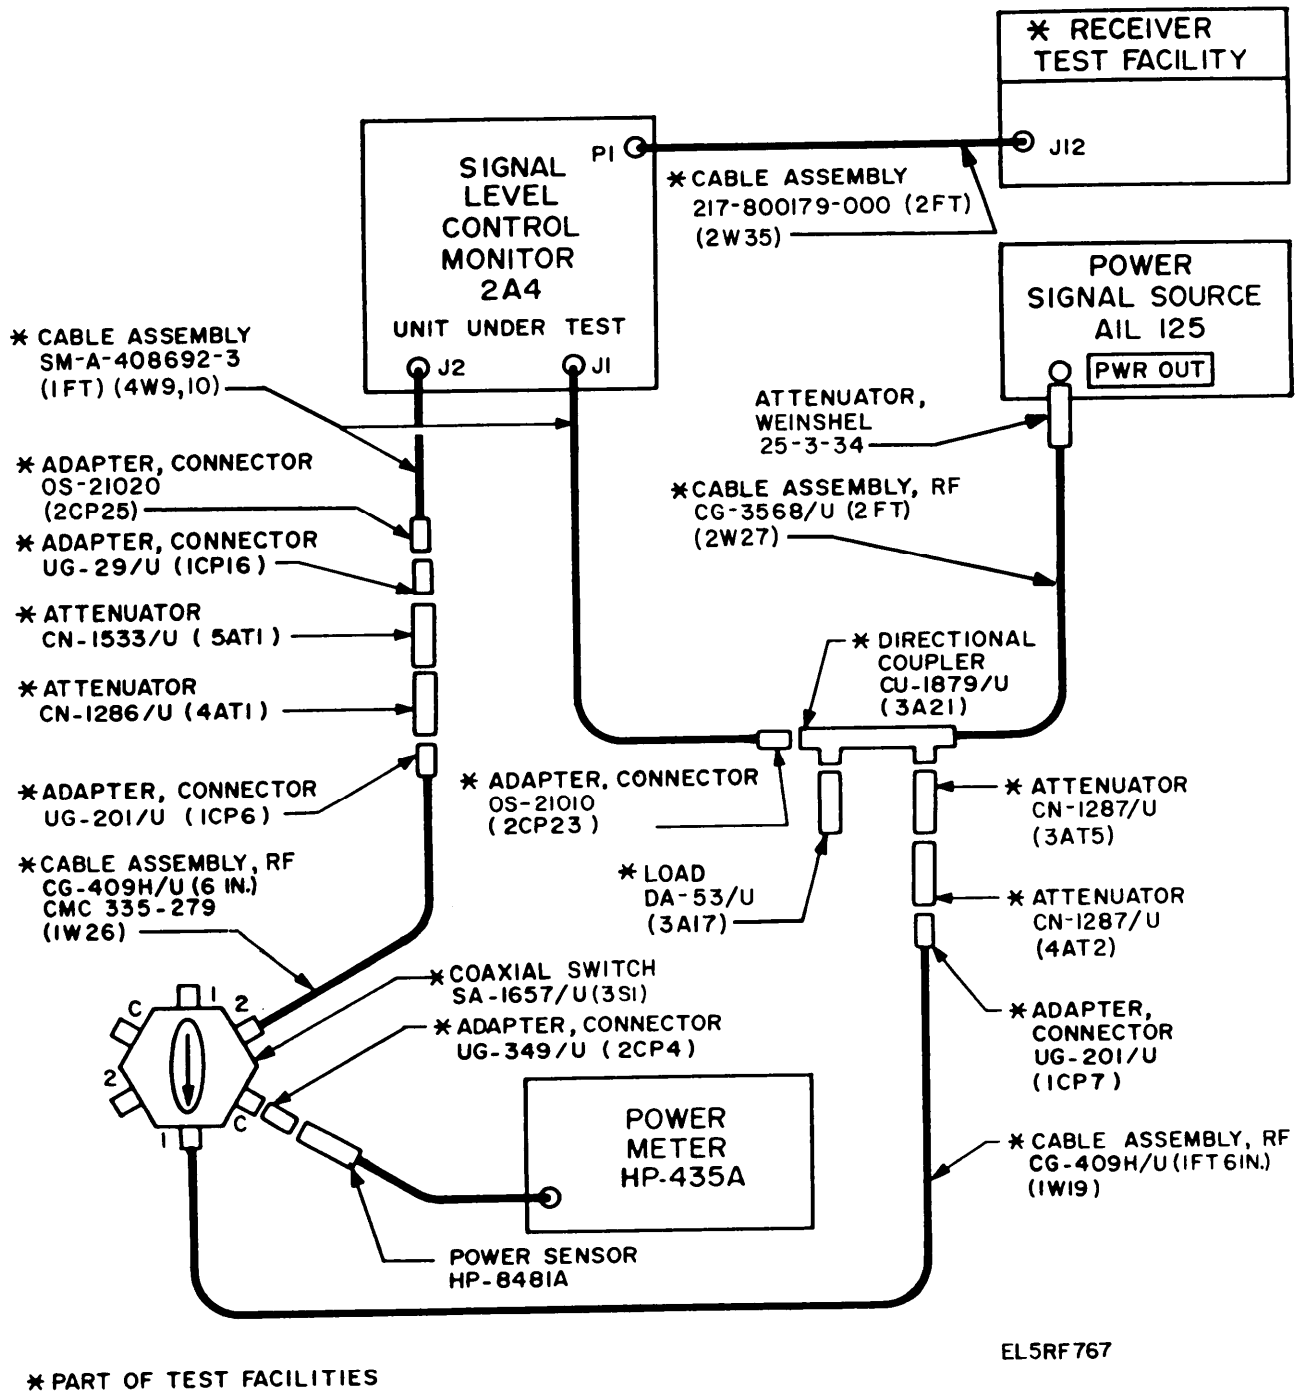 * RECEIVER
TEST FACILITY
J12
P1
SIGNAL
LEVEL
CONTROL
MONITOR
2A4
UNIT UNDER TEST
J2
J1
* CABLE ASSEMBLY
217-800179-000 (2FT)
(2W35)
POWER
SIGNAL SOURCE
AIL 125
PWR OUT
* CABLE ASSEMBLY
SM-A-408692-3
(1FT) (4W9,10)
ATTENUATOR,
WEINSHEL
25-3-34
* ADAPTER, CONNECTOR
OS-21020
(2CP25)
* CABLE ASSEMBLY, RF
CG-3568/U (2FT)
(2W27)
* ADAPTER, CONNECTOR
UG-29/U (1CP16)
* ATTENUATOR
CN-1533/U (5AT1)
* DIRECTIONAL
COUPLER
CU-1879/U
(3A21)
* ATTENUATOR
CN-1286/U (4AT1)
* ADAPTER, CONNECTOR
UG-201/U (1CP6)
* ADAPTER, CONNECTOR
OS-21010
(2CP23)
* ATTENUATOR
CN-1287/U
(3AT5)
* CABLE ASSEMBLY, RF
CG-409H/U (6 IN.)
CMC 335-279
(1W26)
* LOAD
DA-53/U
(3A17)
* ATTENUATOR
CN-1287/U
(4AT2)
* COAXIAL SWITCH
SA-1657/U (3S1)
1
2
C
2
1
C
* ADAPTER, CONNECTOR
UG-349/U (2CP4)
* ADAPTER,
CONNECTOR
UG-201/U
(1CP7)
POWER
METER
HP-435A
* CABLE ASSEMBLY, RF
CG-409H/U (1FT 6IN.)
(1W19)
POWER SENSOR
HP-8481A
EL5RF767
* PART OF TEST FACILITIES